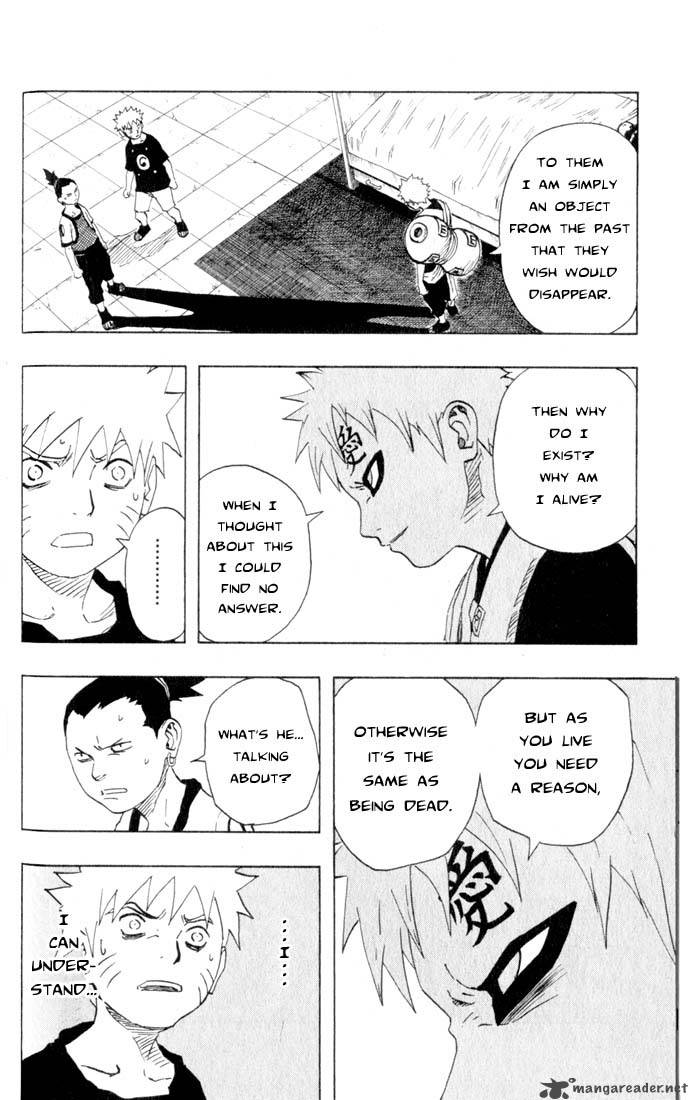 TO THEM
I AM SIMPLY
AN OBJECT
FROM THE PAST
THAT THEY
WISH WOULD
DISAPPEAR.
THEN WHY
DO I
EXIST?
WHY AM
I ALIVE?
愛
WHEN I
THOUGHT
ABOUT THIS
I COULD
FIND NO
ANSWER.
.........
BUT AS
YOU LIVE
YOU NEED
A REASON,
OTHERWISE
IT'S THE
SAME AS
BEING DEAD.
愛
WHAT'S HE...
TALKING
ABOUT?
...I...
I
CAN
UNDER-
STAND...
mangareader.net